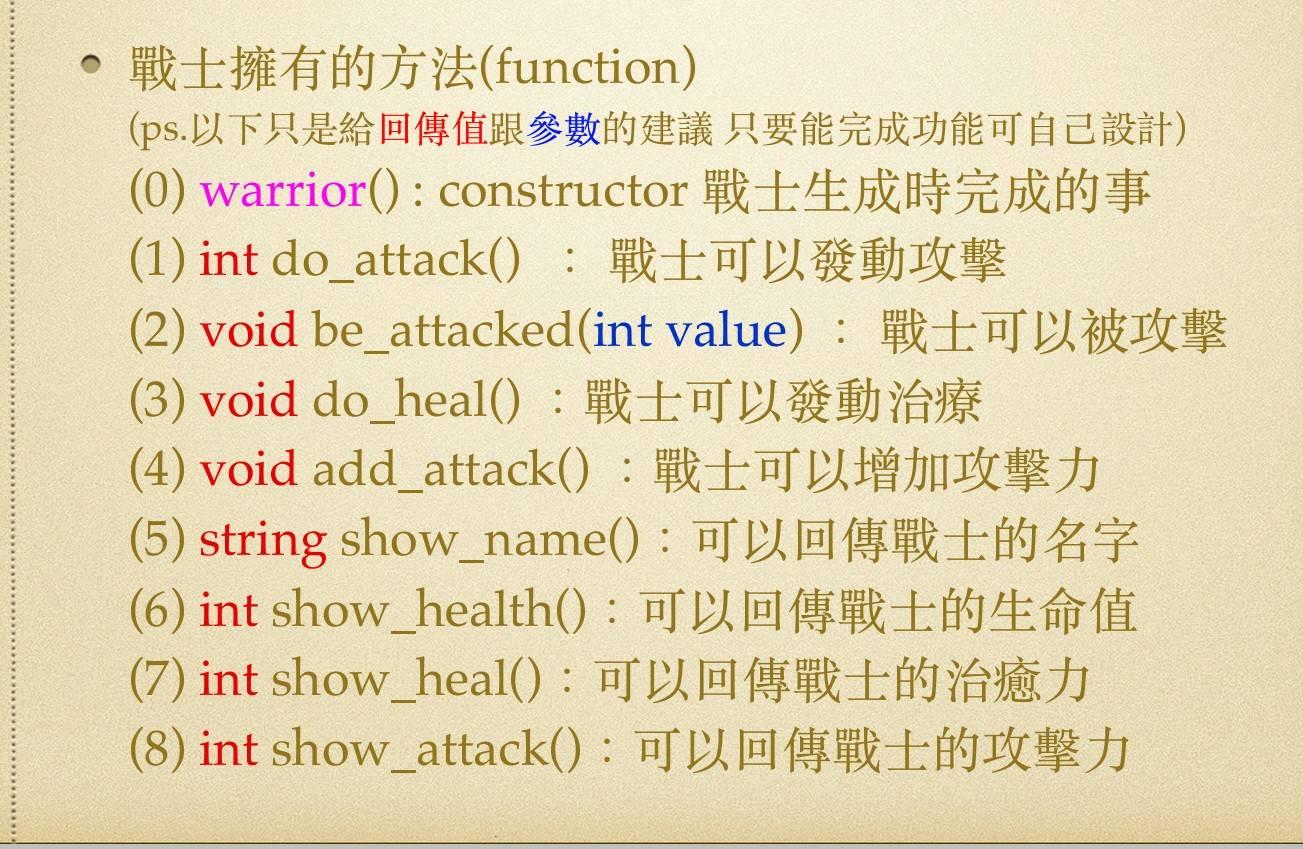 戰士擁有的方法(function)
(ps.以下只是給回傳值跟參數的建議 只要能完成功能可自己設計)
(0) warrior() : constructor 戰士生成時完成的事
(1) int do_attack() ： 戰士可以發動攻擊
(2) void be_attacked(int value) ： 戰士可以被攻擊
(3) void do_heal() ：戰士可以發動治療
(4) void add_attack() ：戰士可以增加攻擊力
(5) string show_name()：可以回傳戰士的名字
(6) int show_health()：可以回傳戰士的生命值
(7) int show_heal()：可以回傳戰士的治癒力
(8) int show_attack()：可以回傳戰士的攻擊力